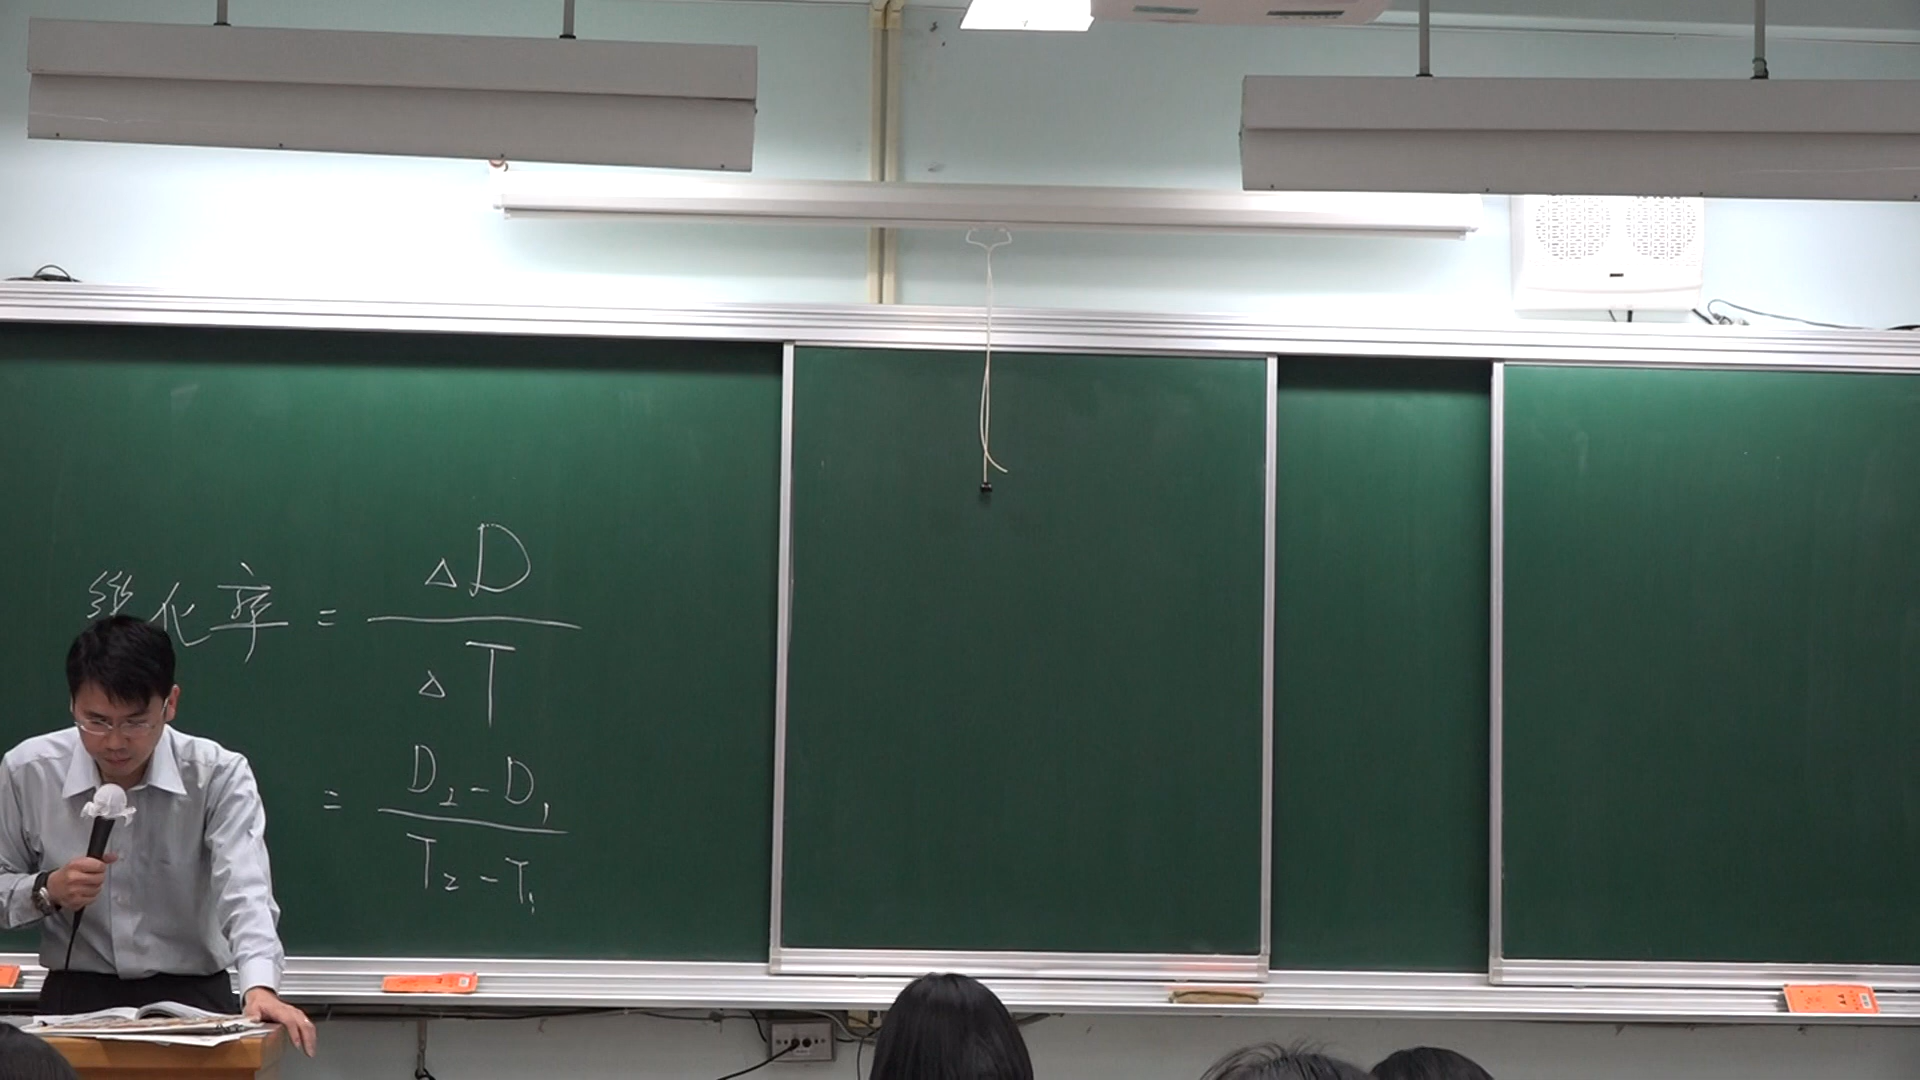 變化率 = ΔD / ΔT
= D₂ - D₁ / T₂ - T₁